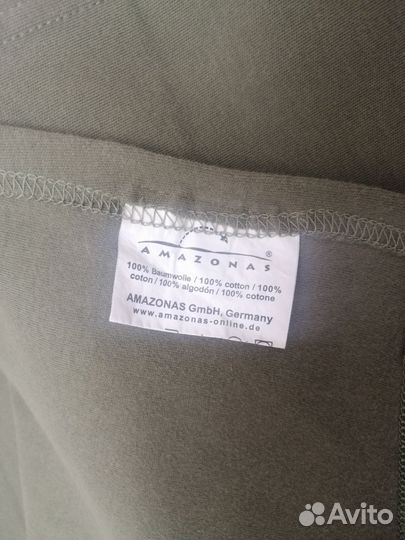 AMAZONAS ®
100% Baumwolle / 100% cotton / 100%
coton / 100% algodón / 100% cotone
AMAZONAS GmbH, Germany
www.amazonas-online.de
Avito